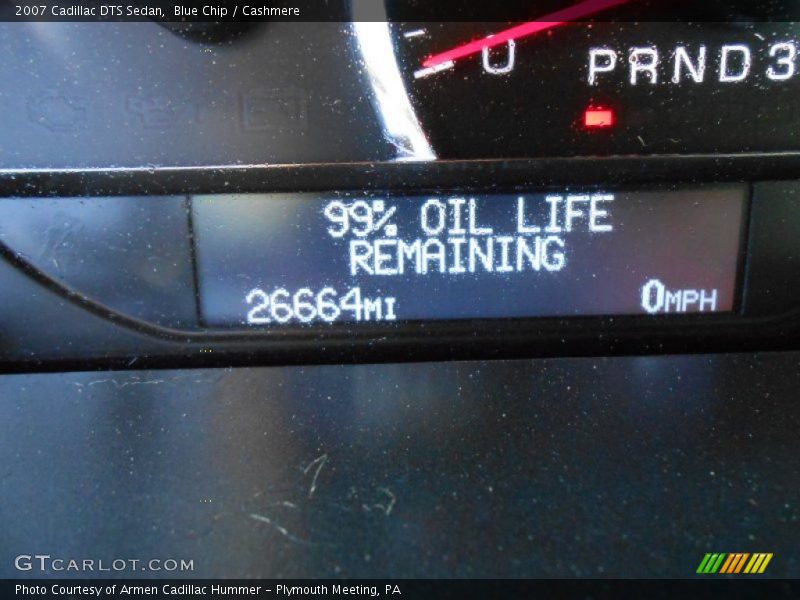 2007 Cadillac DTS Sedan, Blue Chip / Cashmere
0
PRND3
99% OIL LIFE
REMAINING
26664MI 0MPH
GTCARLOT.COM
Photo Courtesy of Armen Cadillac Hummer - Plymouth Meeting, PA